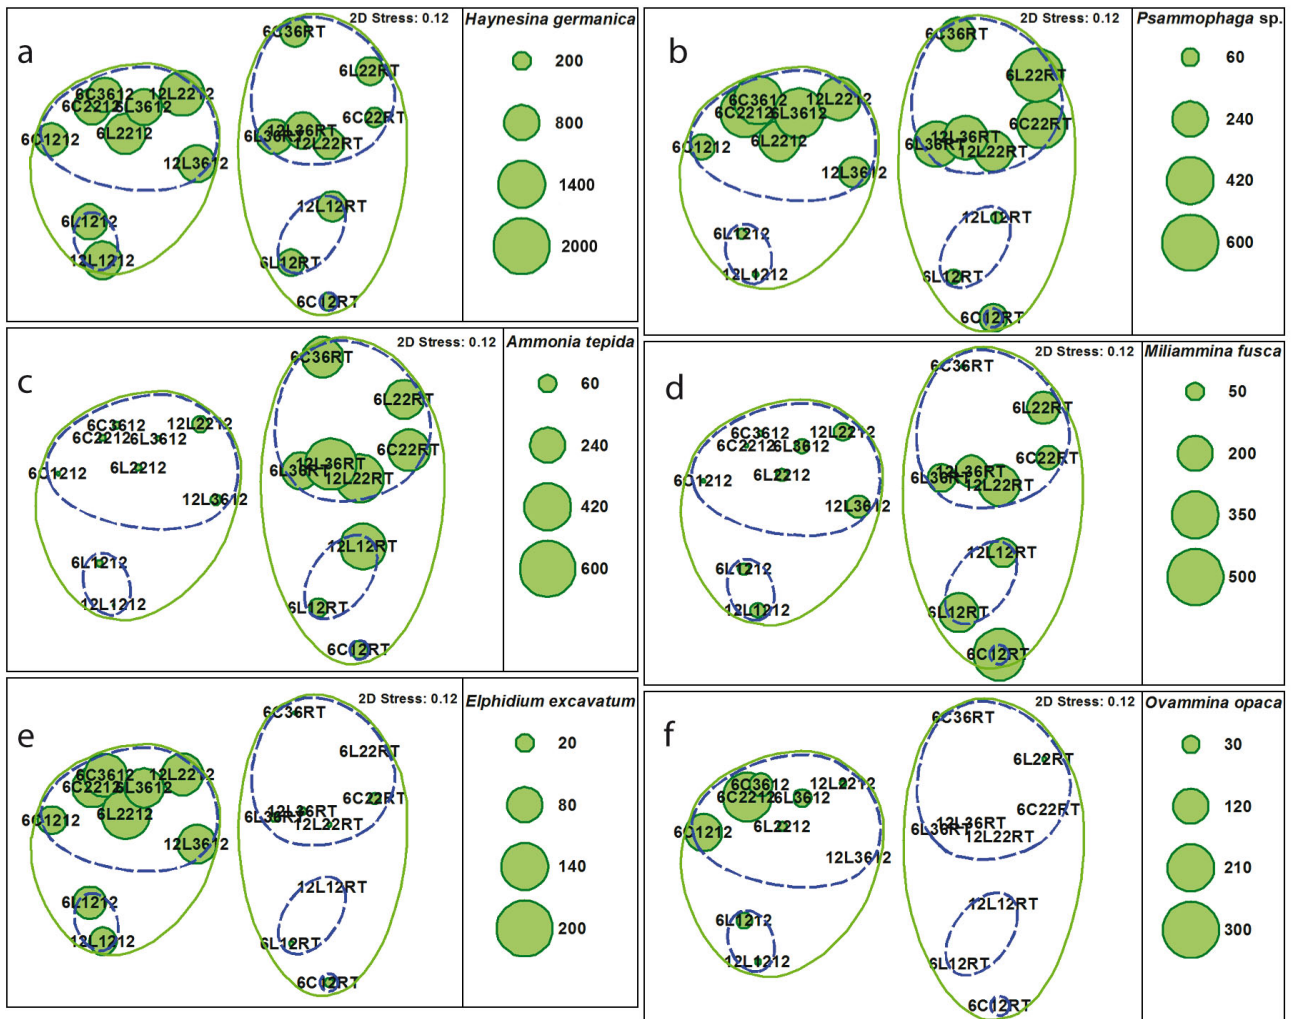 a
2D Stress: 0.12
6C36RT
6L22RT
6C22RT
6L36RT
12L36RT
12L22RT
12L12RT
6L12RT
6C12RT
6C3612
12L2212
6C2212
6L3612
6L2212
6C1212
12L3612
6L1212
12L1212
Haynesina germanica
200
800
1400
2000
b
2D Stress: 0.12
6C36RT
6L22RT
6C22RT
12L36RT
6L36RT
12L22RT
12L12RT
6L12RT
6C12RT
6C3612
12L2212
6C2212
6L3612
6L2212
6C1212
12L3612
6L1212
12L1212
Psammophaga sp.
60
240
420
600
c
2D Stress: 0.12
6C36RT
6L22RT
6C22RT
12L36RT
6L36RT
12L22RT
12L12RT
6L12RT
6C12RT
6C3612
12L2212
6C2212
6L3612
6L2212
6C1212
12L3612
6L1212
12L1212
Ammonia tepida
60
240
420
600
d
2D Stress: 0.12
6C36RT
6L22RT
6C22RT
12L36RT
6L36RT
12L22RT
12L12RT
6L12RT
6C12RT
6C3612
12L2212
6C2212
6L3612
6L2212
6C1212
12L3612
6L1212
12L1212
Miliammina fusca
50
200
350
500
e
2D Stress: 0.12
6C36RT
6L22RT
6C22RT
12L36RT
6L36RT
12L22RT
12L12RT
6L12RT
6C12RT
6C3612
12L2212
6C2212
6L3612
6L2212
6C1212
12L3612
6L1212
12L1212
Elphidium excavatum
20
80
140
200
f
2D Stress: 0.12
6C36RT
6L22RT
6C22RT
12L36RT
6L36RT
12L22RT
12L12RT
6L12RT
6C12RT
6C3612
12L2212
6C2212
6L3612
6L2212
6C1212
12L3612
6L1212
12L1212
Ovammina opaca
30
120
210
300